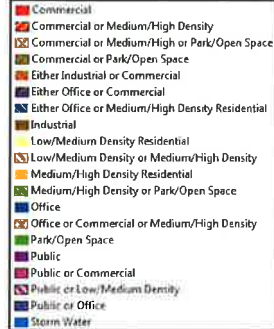 Commercial
Commercial or Medium/High Density
Commercial or Medium/High or Park/Open Space
Commercial or Park/Open Space
Either Industrial or Commercial
Either Office or Commercial
Either Office or Medium/High Density Residential
Industrial
Low/Medium Density Residential
Low/Medium Density or Medium/High Density
Medium/High Density Residential
Medium/High Density or Park/Open Space
Office
Office or Commercial or Medium/High Density
Park/Open Space
Public
Public or Commercial
Public or Low/Medium Density
Public or Office
Storm Water